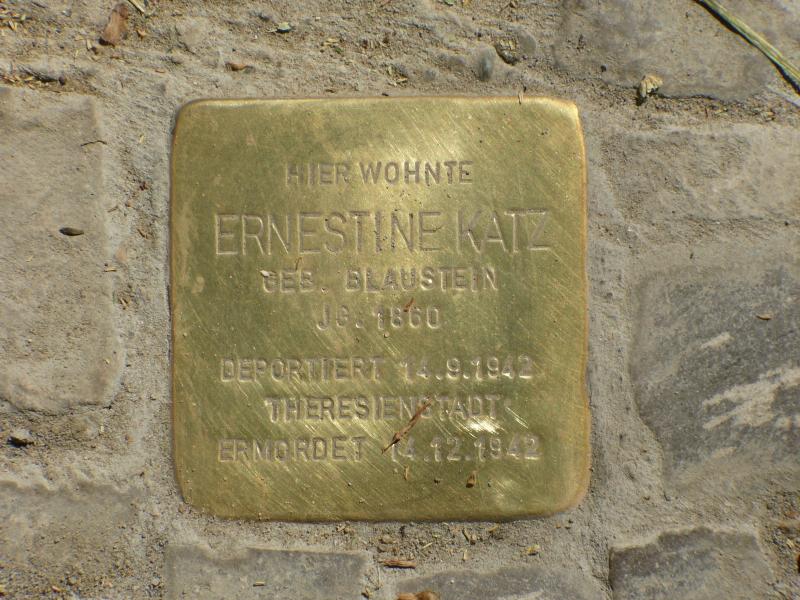 HIER WOHNTE
ERNESTINE KATZ
GEB. BLAUSTEIN
JG. 1860
DEPORTIERT 14.9.1942
THERESIENSTADT
ERMORDET 14.12.1942